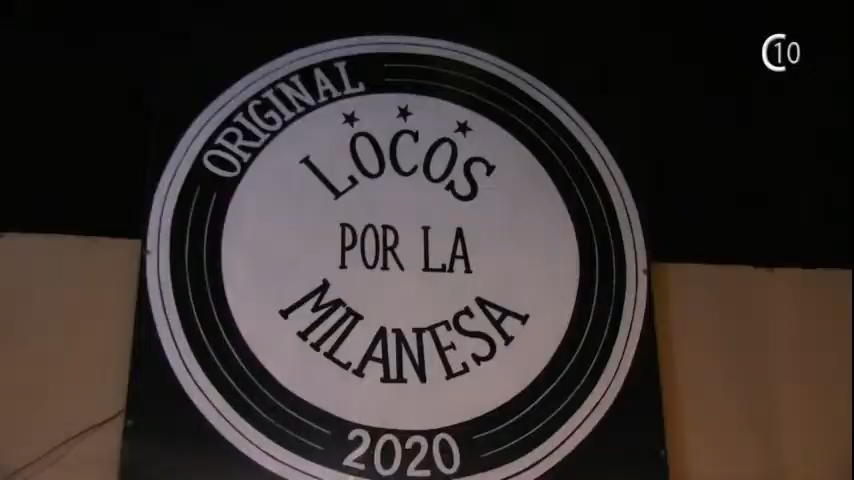 C10
ORIGINAL
LOCOS
POR LA
MILANESA
2020